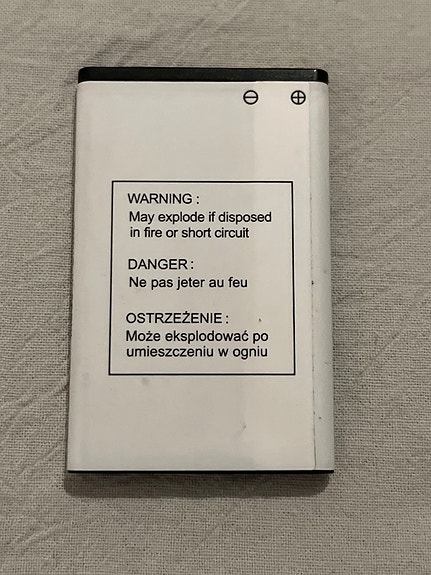 ⊖ ⊕
WARNING :
May explode if disposed
in fire or short circuit
DANGER :
Ne pas jeter au feu
OSTRZEŻENIE :
Może eksplodować po
umieszczeniu w ogniu